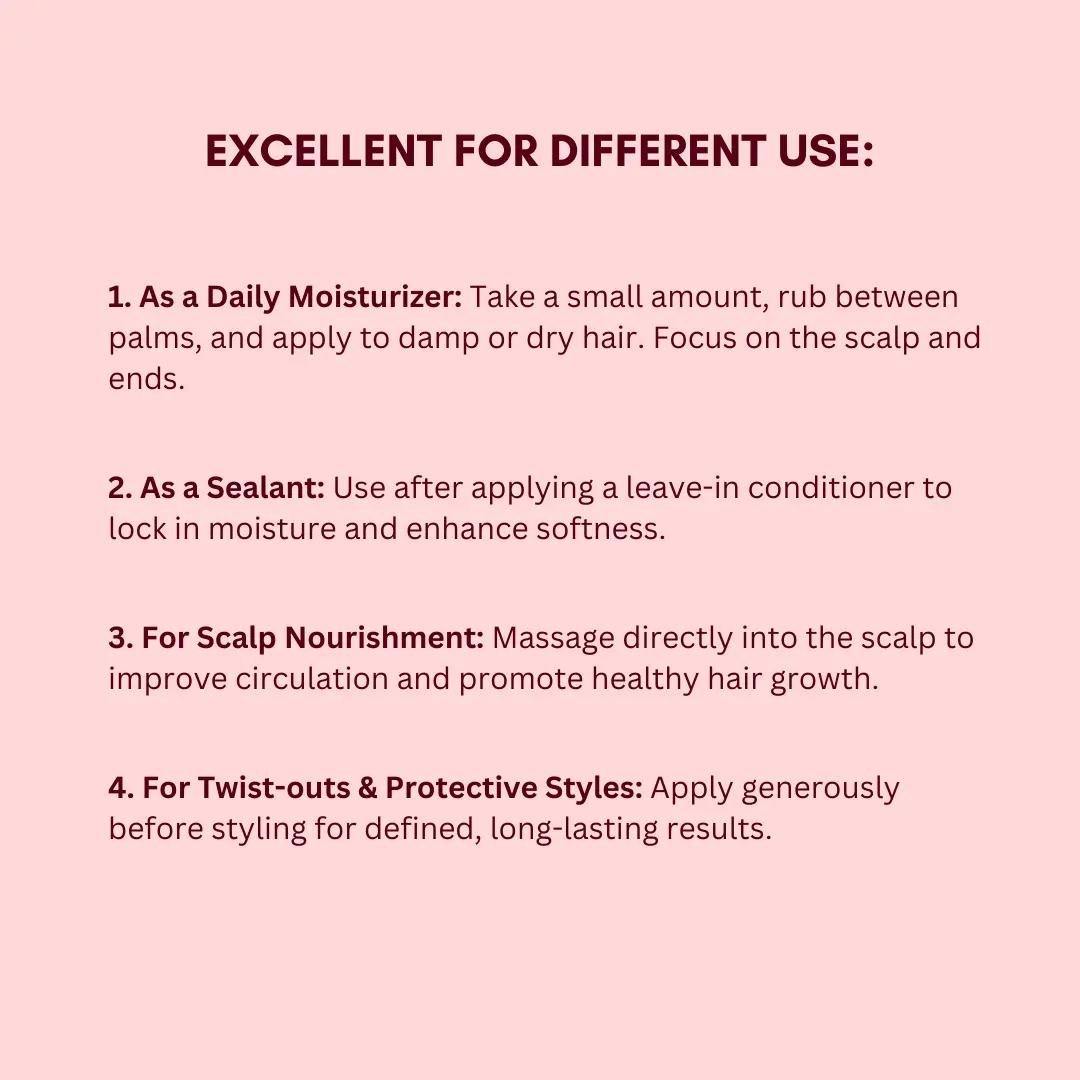 EXCELLENT FOR DIFFERENT USE:
1. As a Daily Moisturizer: Take a small amount, rub between
palms, and apply to damp or dry hair. Focus on the scalp and
ends.
2. As a Sealant: Use after applying a leave-in conditioner to
lock in moisture and enhance softness.
3. For Scalp Nourishment: Massage directly into the scalp to
improve circulation and promote healthy hair growth.
4. For Twist-outs & Protective Styles: Apply generously
before styling for defined, long-lasting results.